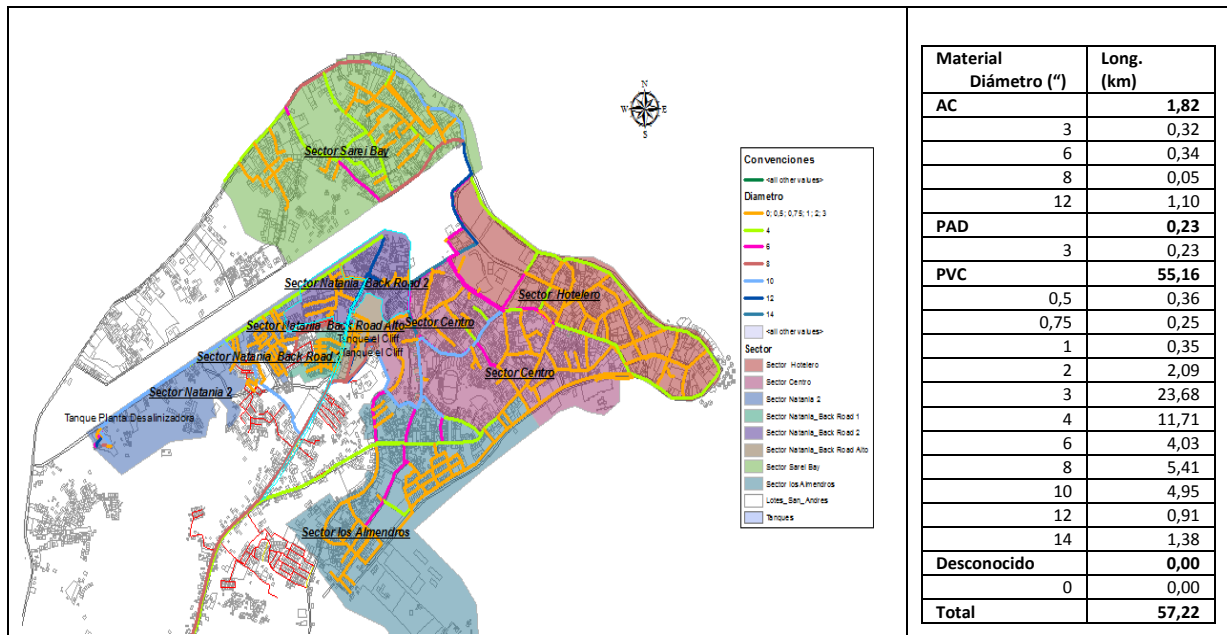 N
W E
S
Sector Sarei Bay
Sector Natania_Back Road 2
Sector Hotelero
Sector Natania_Back Road Alto
Sector Centro
Tanque el Cliff
Tanque el Cliff
Sector Natania_Back Road
Sector Centro
Sector Natania 2
Tanque Planta Desalinizadora
Sector los Almendros
Convenciones
<all other values>
Diametro
0; 0,5; 0,75; 1; 2; 3
4
6
8
10
12
14
<all other values>
Sector
Sector Hotelero
Sector Centro
Sector Natania 2
Sector Natania_Back Road 1
Sector Natania_Back Road 2
Sector Natania_Back Road Alto
Sector Sarei Bay
Sector los Almendros
Lotes_San_Andres
Tanques
Material Long.
Diámetro (“) (km)
AC 1,82
3 0,32
6 0,34
8 0,05
12 1,10
PAD 0,23
3 0,23
PVC 55,16
0,5 0,36
0,75 0,25
1 0,35
2 2,09
3 23,68
4 11,71
6 4,03
8 5,41
10 4,95
12 0,91
14 1,38
Desconocido 0,00
0 0,00
Total 57,22